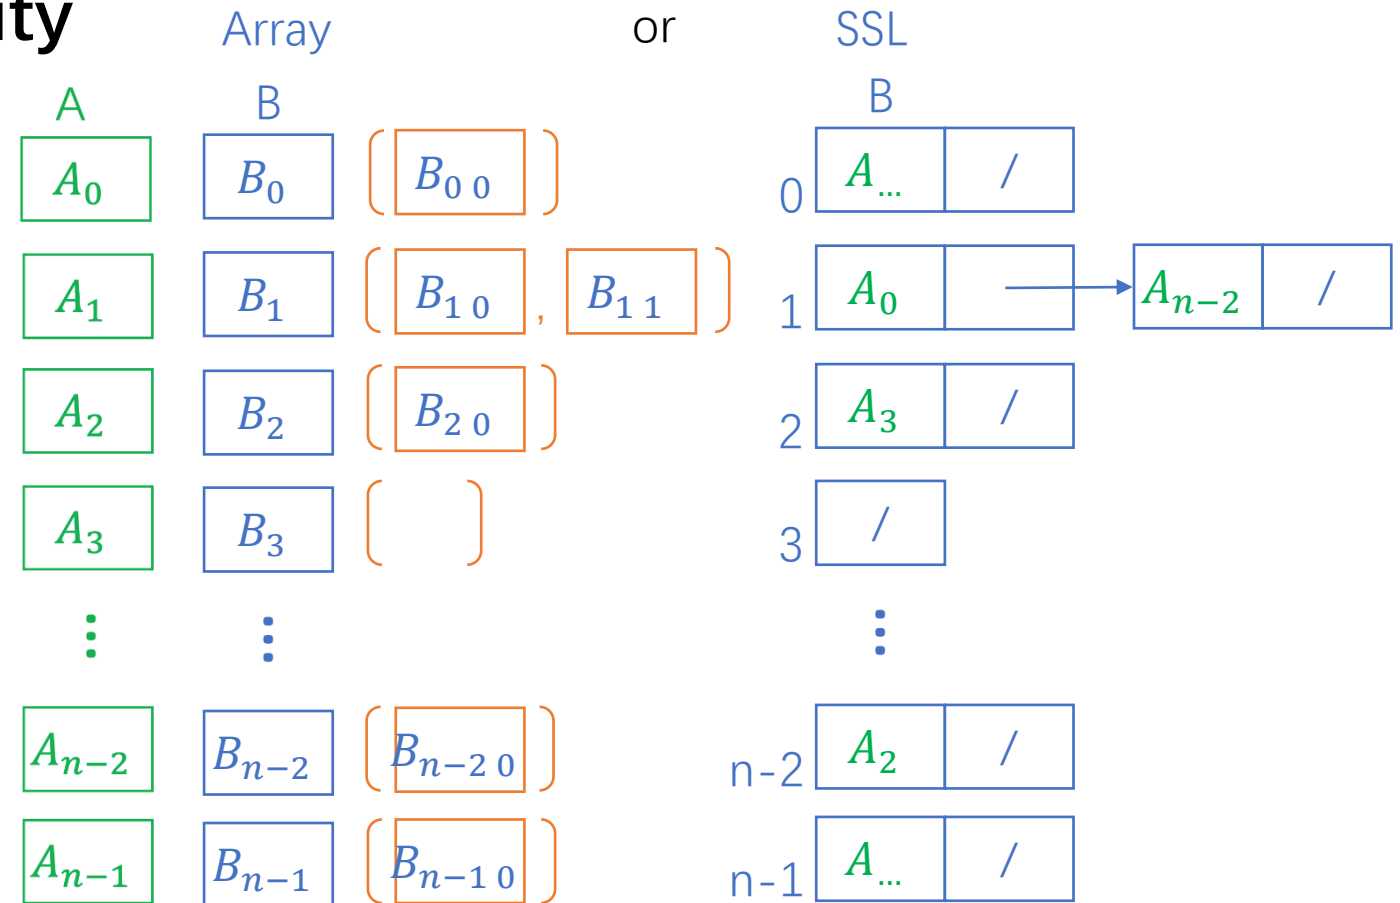 ity Array or SSL
A B B
A₀ B₀ ( B₀ ₀ ) 0 A... /
A₁ B₁ ( B₁ ₀ , B₁ ₁ ) 1 A₀ Aₙ₋₂ /
A₂ B₂ ( B₂ ₀ ) 2 A₃ /
A₃ B₃ ( ) 3 /
⋮ ⋮ ⋮
Aₙ₋₂ Bₙ₋₂ ( Bₙ₋₂ ₀ ) n-2 A₂ /
Aₙ₋₁ Bₙ₋₁ ( Bₙ₋₁ ₀ ) n-1 A... /